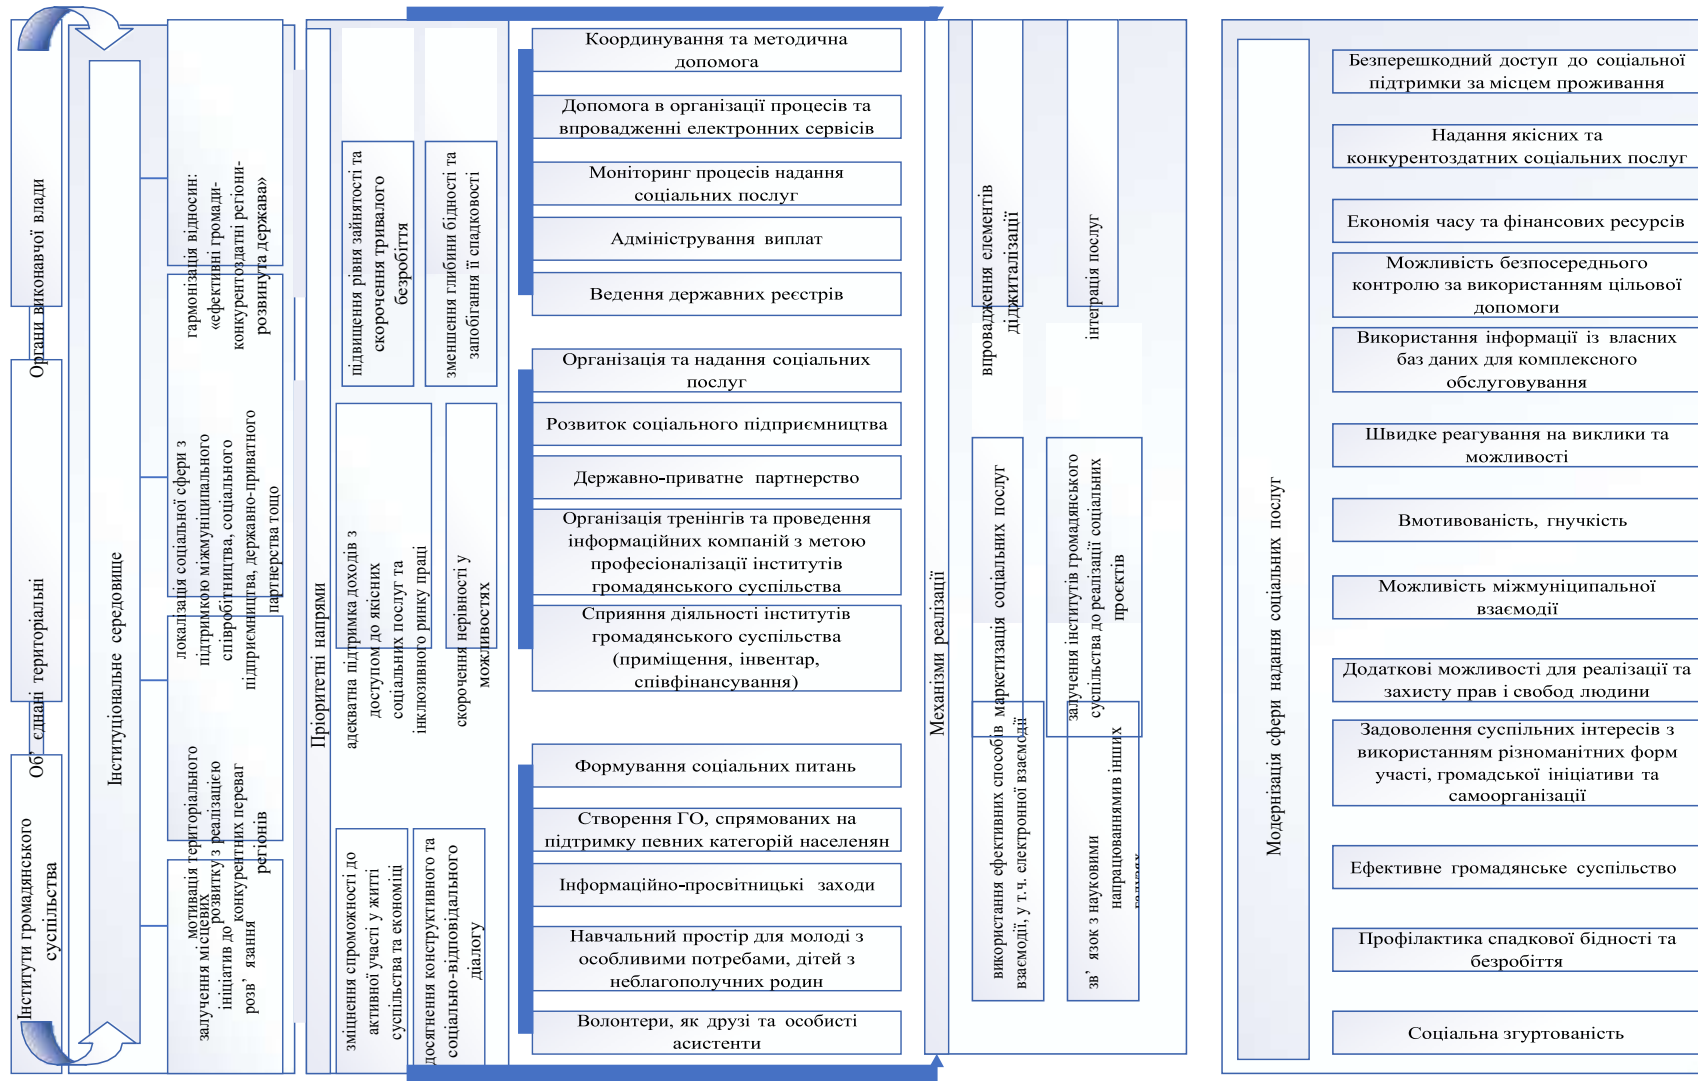 Органи виконавчої влади
Об’ єднані територіальні
Інститути громадянського
суспільства
Інституціональне середовище
гармонізація відносин:
«ефективні громади-
конкурентоздатні регіони-
розвинута держава»
локалізація соціальної сфери з
підтримкою міжмуніципального
співробітництва, соціального
підприємництва, державно-приватного
партнерства тощо
мотивація територіального
розвитку з реалізацією
конкурентних переваг
регіонів
залучення місцевих
ініціатив до
розв’ язання
Пріоритетні напрями
підвищення рівня зайнятості та
скорочення тривалого
безробіття
зменшення глибини бідності та
запобігання її спадковості
адекватна підтримка доходів з
доступом до якісних
соціальних послуг та
інклюзивного ринку праці
скорочення нерівності у
можливостях
зміцнення спроможності до
активної участі у житті
суспільства та економіці
досягнення конструктивного та
соціально-відповідального
діалогу
Координування та методична
допомога
Допомога в організації процесів та
впровадженні електронних сервісів
Моніторинг процесів надання
соціальних послуг
Адміністрування виплат
Ведення державних реєстрів
Організація та надання соціальних
послуг
Розвиток соціального підприємництва
Державно-приватне партнерство
Організація тренінгів та проведення
інформаційних компаній з метою
професіоналізації інститутів
громадянського суспільства
Сприяння діяльності інститутів
громадянського суспільства
(приміщення, інвентар,
співфінансування)
Формування соціальних питань
Створення ГО, спрямованих на
підтримку певних категорій населенян
Інформаційно-просвітницькі заходи
Навчальний простір для молоді з
особливими потребами, дітей з
неблагополучних родин
Волонтери, як друзі та особисті
асистенти
Механізми реалізації
впровадження елементів
діджиталізації
інтеграція послуг
маркетизація соціальних послуг
залучення інститутів громадянського
суспільства до реалізації соціальних
проєктів
використання ефективних способів
взаємодії, у т.ч. електронної взаємодії
зв’ язок з науковими
напрацюваннями в інших
Модернізація сфери надання соціальних послуг
Безперешкодний доступ до соціальної
підтримки за місцем проживання
Надання якісних та
конкурентоздатних соціальних послуг
Економія часу та фінансових ресурсів
Можливість безпосереднього
контролю за використанням цільової
допомоги
Використання інформації із власних
баз даних для комплексного
обслуговування
Швидке реагування на виклики та
можливості
Вмотивованість, гнучкість
Можливість міжмуніципальної
взаємодії
Додаткові можливості для реалізації та
захисту прав і свобод людини
Задоволення суспільних інтересів з
використанням різноманітних форм
участі, громадської ініціативи та
самоорганізації
Ефективне громадянське суспільство
Профілактика спадкової бідності та
безробіття
Соціальна згуртованість